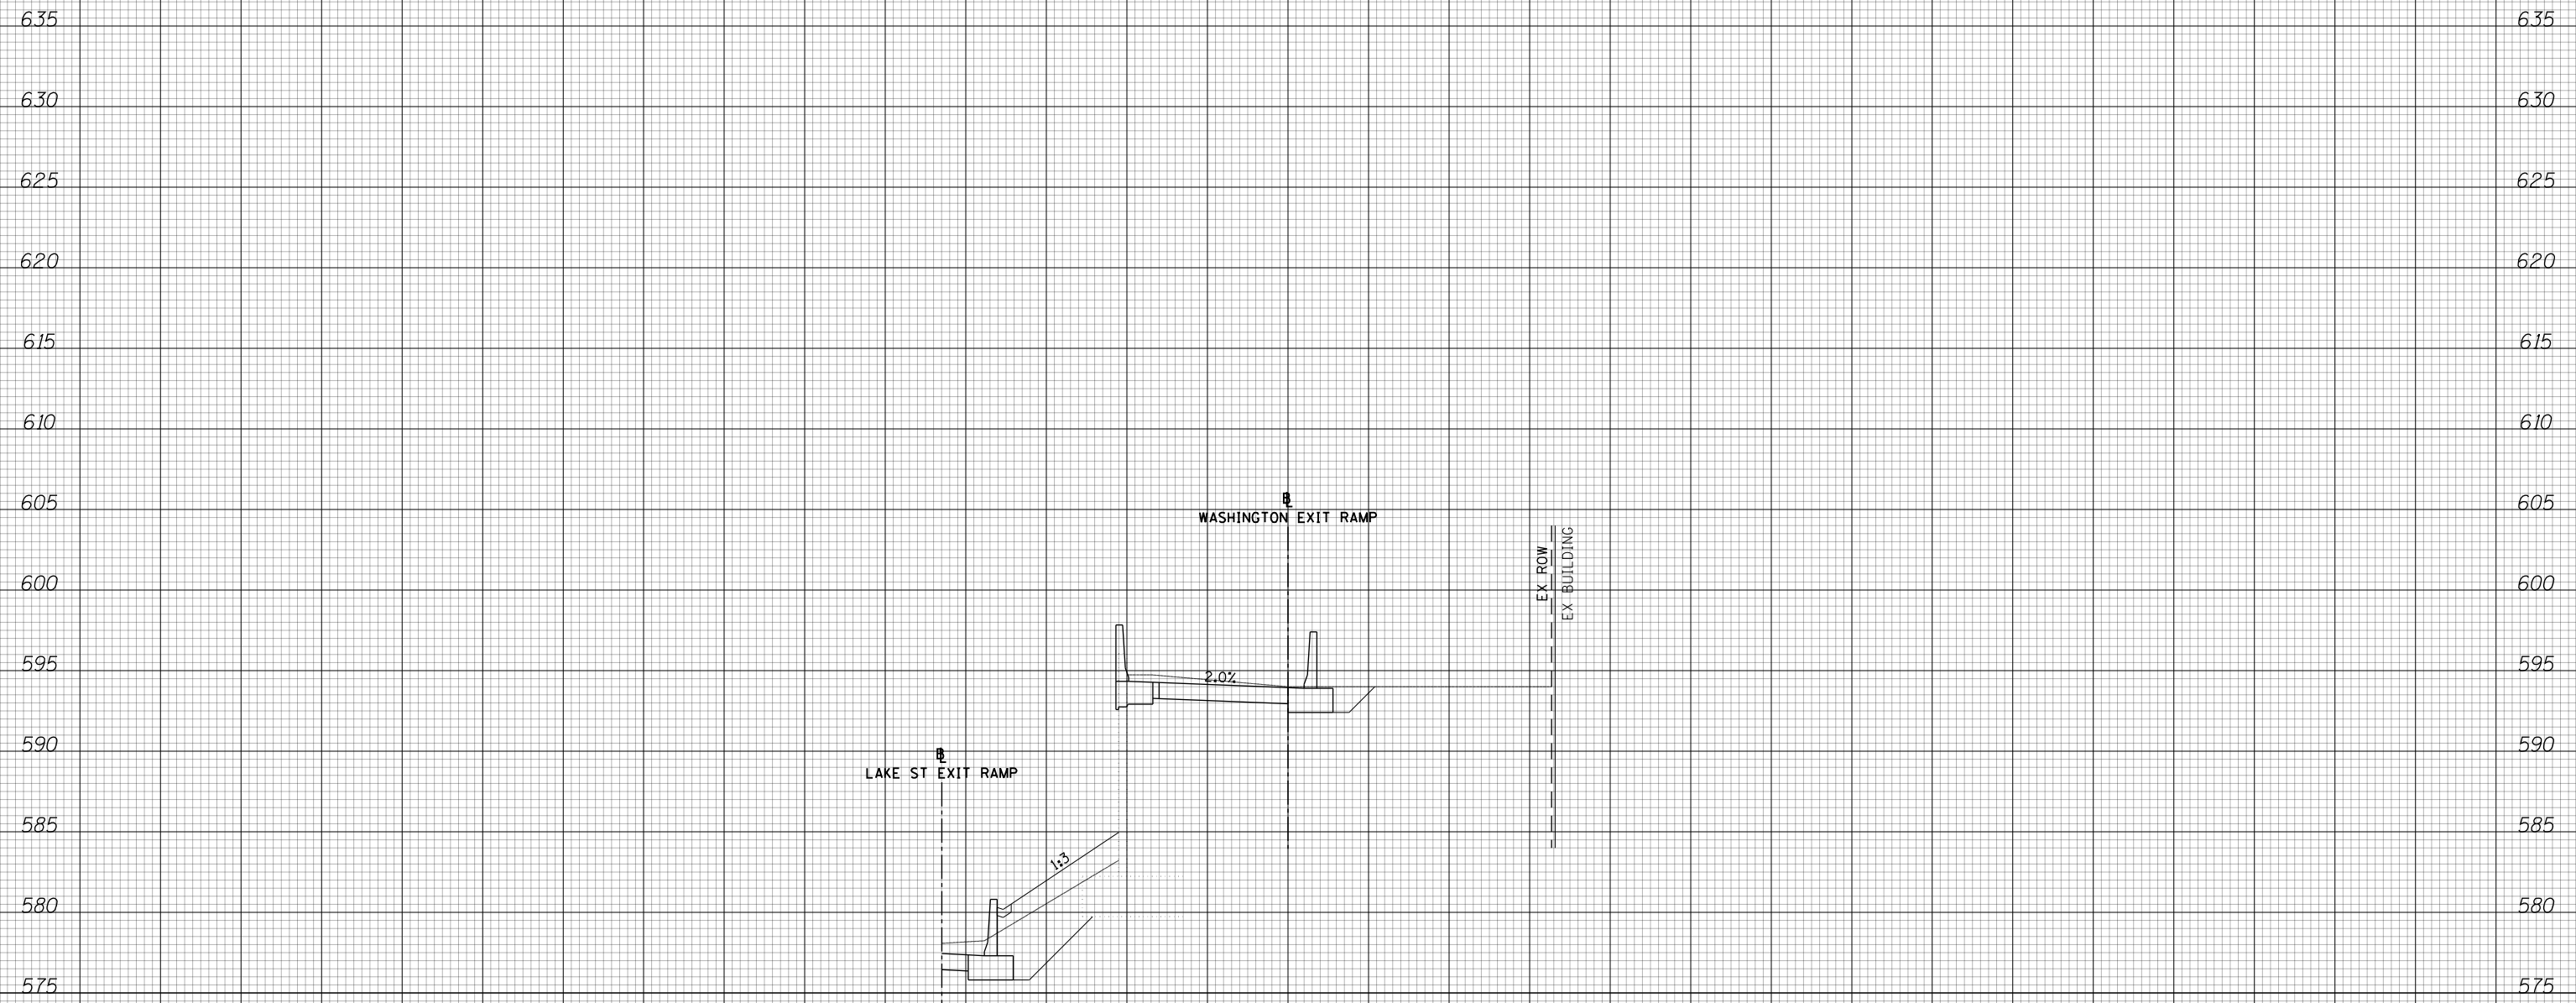 635 635
630 630
625 625
620 620
615 615
610 610
605 605
BL
WASHINGTON EXIT RAMP
EX ROW
EX BUILDING
600 600
595 595
2.0%
590 590
BL
LAKE ST EXIT RAMP
585 585
1:3
580 580
575 575